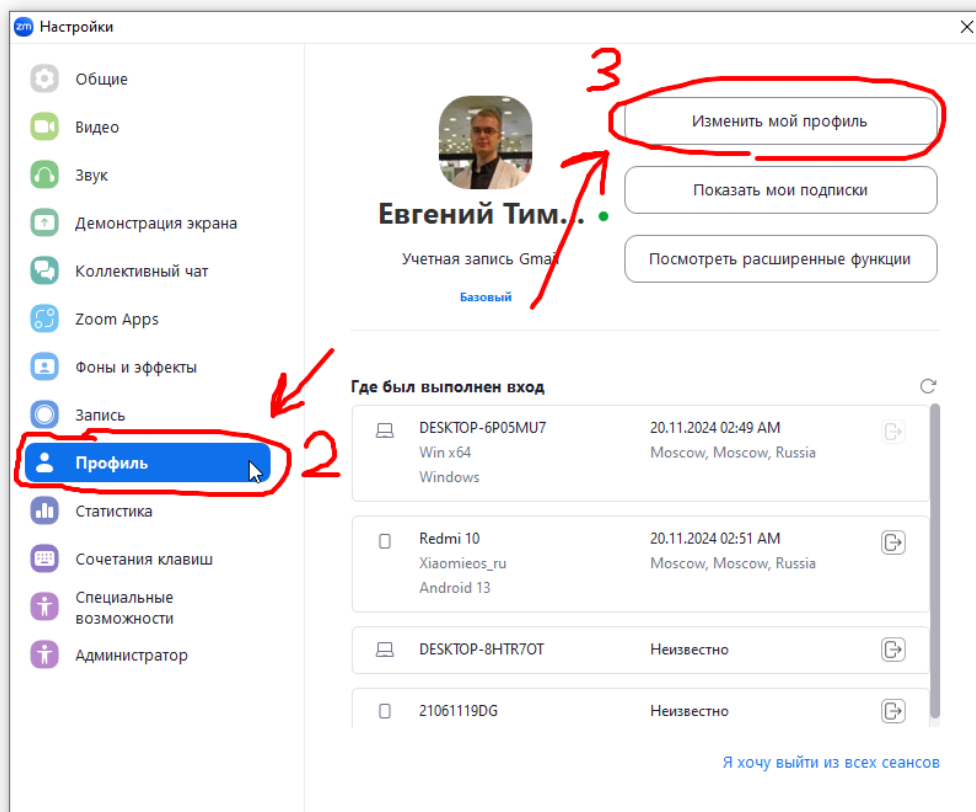 zm Настройки
Общие
Видео
Звук
Демонстрация экрана
Коллективный чат
Zoom Apps
Фоны и эффекты
Запись
Профиль
2
Статистика
Сочетания клавиш
Специальные
возможности
Администратор
3
Изменить мой профиль
Показать мои подписки
Посмотреть расширенные функции
Евгений Тим...
Учетная запись Gmail
Базовый
Где был выполнен вход
DESKTOP-6P05MU7 20.11.2024 02:49 AM
Win x64 Moscow, Moscow, Russia
Windows
Redmi 10 20.11.2024 02:51 AM
Xiaomieos_ru Moscow, Moscow, Russia
Android 13
DESKTOP-8HTR7OT Неизвестно
21061119DG Неизвестно
Я хочу выйти из всех сеансов